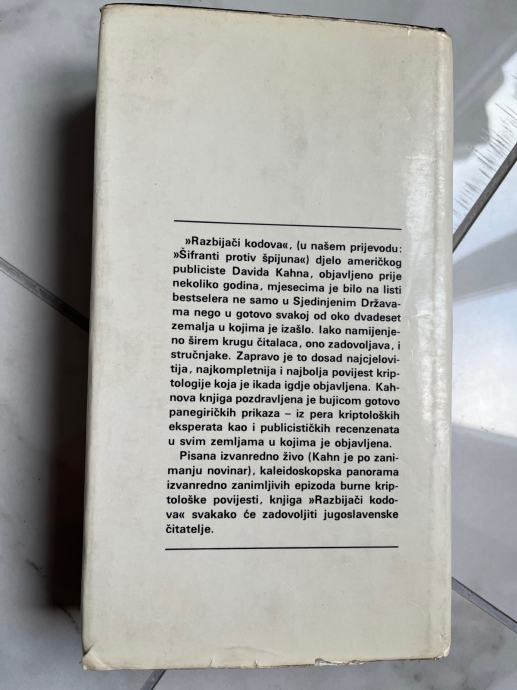 »Razbijači kodova«, (u našem prijevodu:
»Šifranti protiv špijuna«) djelo američkog
publiciste Davida Kahna, objavljeno prije
nekoliko godina, mjesecima je bilo na listi
bestselera ne samo u Sjedinjenim Država-
ma nego u gotovo svakoj od oko dvadeset
zemalja u kojima je izašlo. Iako namijenje-
no širem krugu čitalaca, ono zadovoljava, i
stručnjake. Zapravo je to dosad najcjelovi-
tija, najkompletnija i najbolja povijest krip-
tologije koja je ikada igdje objavljena. Kah-
nova knjiga pozdravljena je bujicom gotovo
panegiričkih prikaza – iz pera kriptoloških
eksperata kao i publicističkih recenzenata
u svim zemljama u kojima je objavljena.
Pisana izvanredno živo (Kahn je po zani-
manju novinar), kaleidoskopska panorama
izvanredno zanimljivih epizoda burne krip-
tološke povijesti, knjiga »Razbijači kodo-
va« svakako će zadovoljiti jugoslavenske
čitatelje.